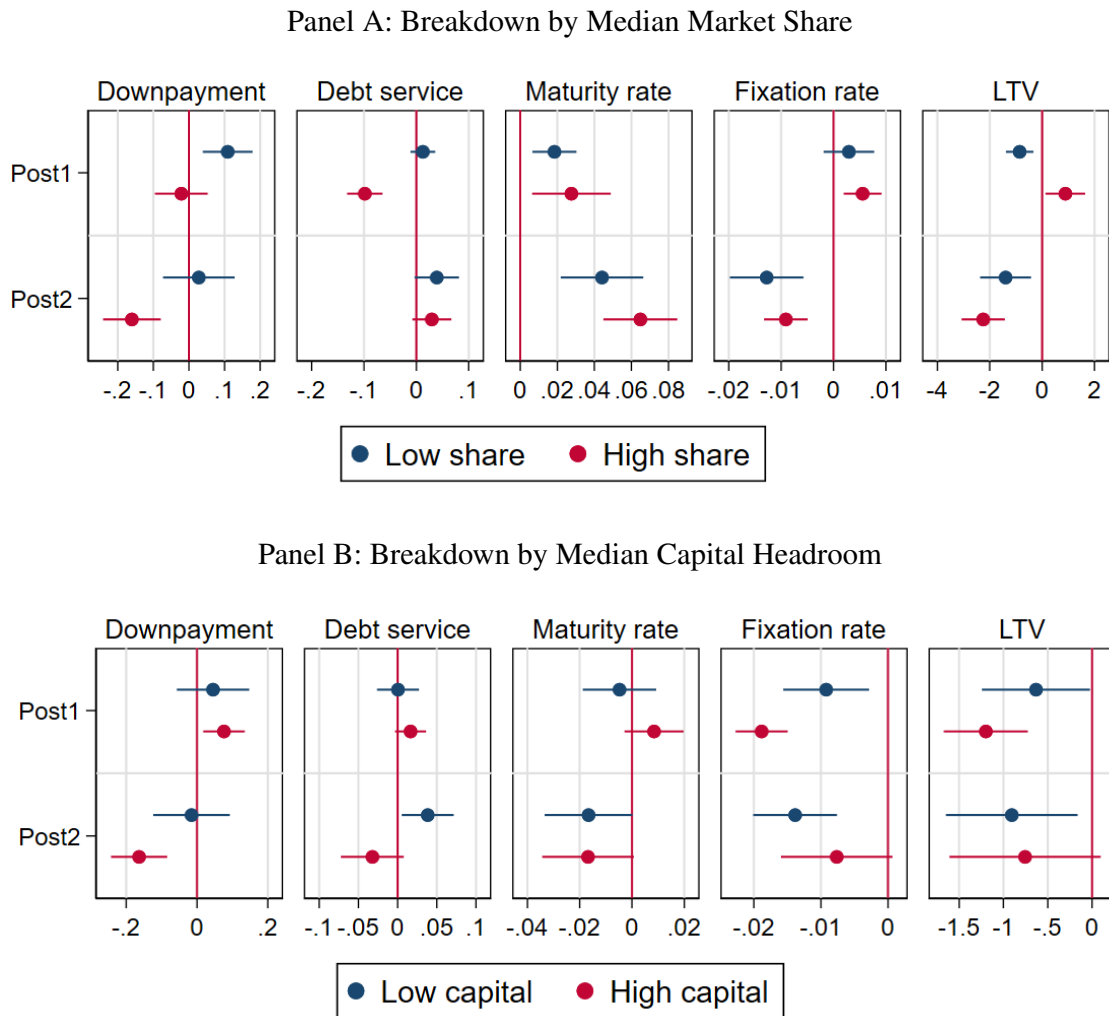 Panel A: Breakdown by Median Market Share
Downpayment Debt service Maturity rate Fixation rate LTV
Post1
Post2
-.2 -.1 0 .1 .2 -.2 -.1 0 .1 0 .02 .04 .06 .08 -.02 -.01 0 .01 -4 -2 0 2
Low share High share
Panel B: Breakdown by Median Capital Headroom
Downpayment Debt service Maturity rate Fixation rate LTV
Post1
Post2
-.2 0 .2 -.1 -.05 0 .05 .1 -.04 -.02 0 .02 -.02 -.01 0 -1.5 -1 -.5 0
Low capital High capital